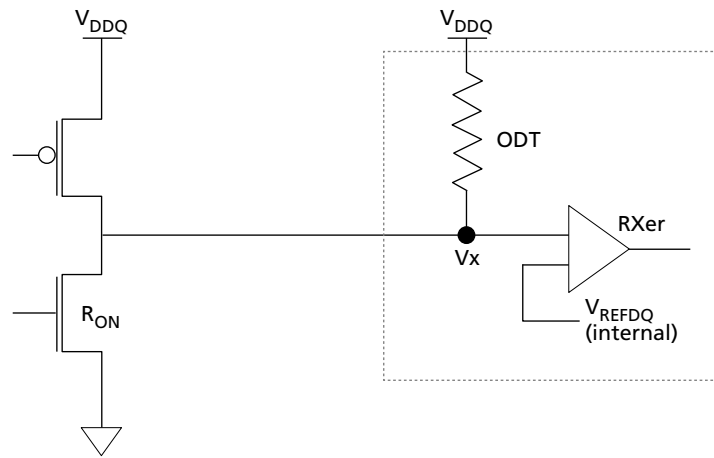 VDDQ
VDDQ
ODT
RXer
Vx
RON
VREFDQ
(internal)